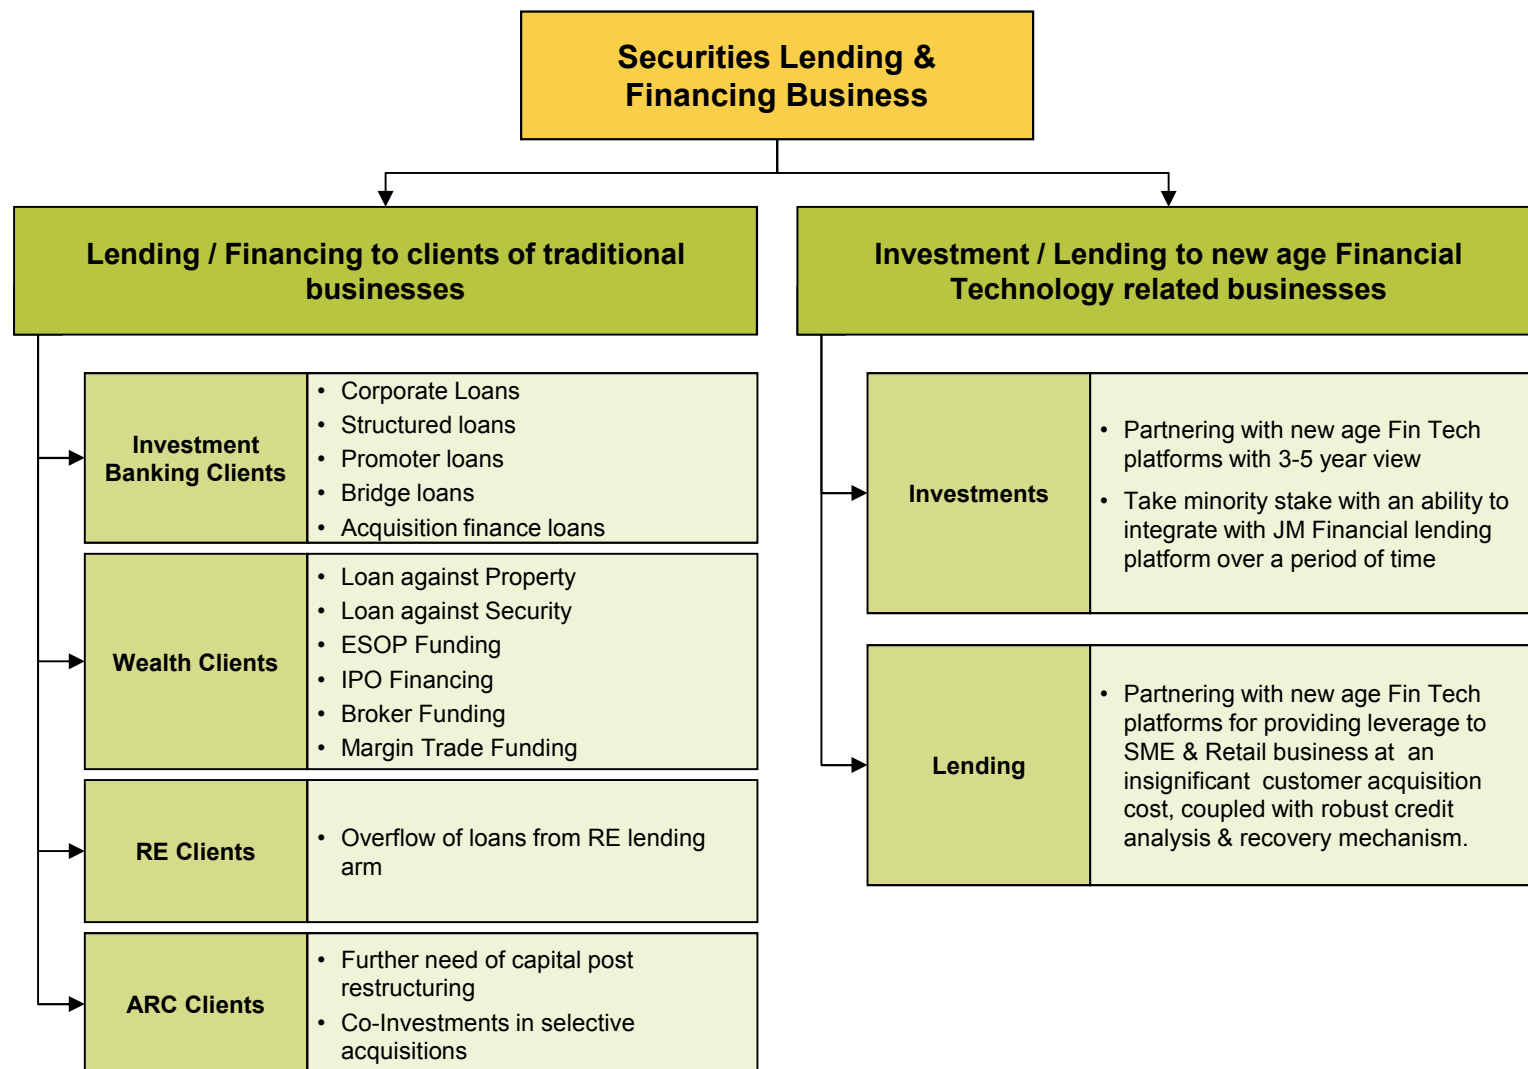 Securities Lending &
Financing Business
Lending / Financing to clients of traditional
businesses
Investment
Banking Clients
• Corporate Loans
• Structured loans
• Promoter loans
• Bridge loans
• Acquisition finance loans
Wealth Clients
• Loan against Property
• Loan against Security
• ESOP Funding
• IPO Financing
• Broker Funding
• Margin Trade Funding
RE Clients
• Overflow of loans from RE lending
arm
ARC Clients
• Further need of capital post
restructuring
• Co-Investments in selective
acquisitions
Investment / Lending to new age Financial
Technology related businesses
Investments
• Partnering with new age Fin Tech
platforms with 3-5 year view
• Take minority stake with an ability to
integrate with JM Financial lending
platform over a period of time
Lending
• Partnering with new age Fin Tech
platforms for providing leverage to
SME & Retail business at  an
insignificant  customer acquisition
cost, coupled with robust credit
analysis & recovery mechanism.